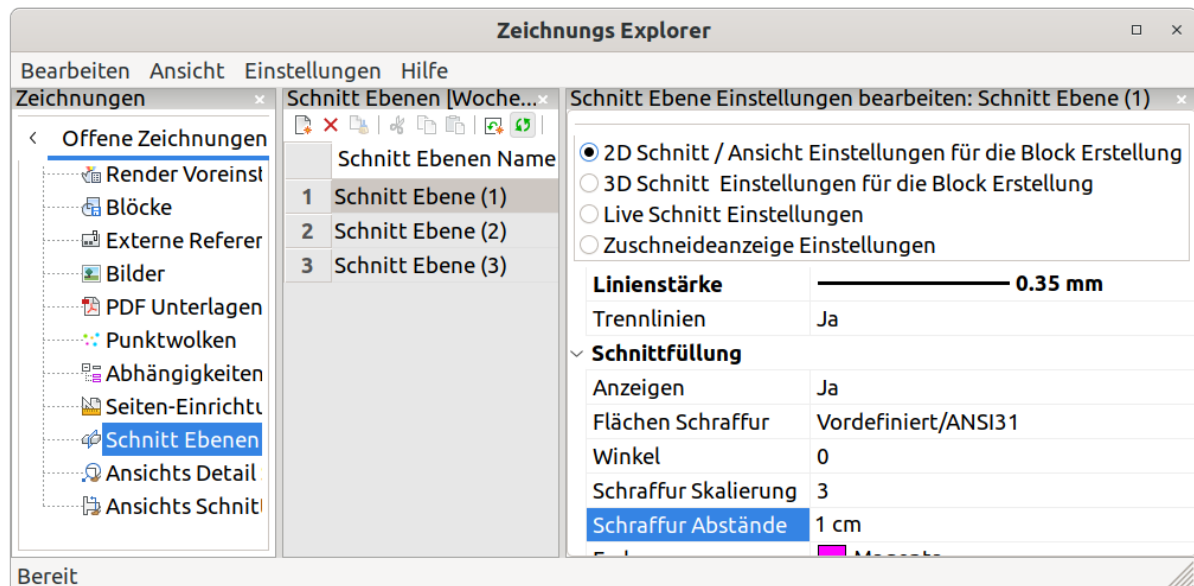 Zeichnungs Explorer
Bearbeiten Ansicht Einstellungen Hilfe
Zeichnungen
Offene Zeichnungen
Render Voreinst
Blöcke
Externe Referer
Bilder
PDF Unterlagen
Punktwolken
Abhängigkeiten
Seiten-Einrichtu
Schnitt Ebenen
Ansichts Detail
Ansichts Schnit
Schnitt Ebenen [Woche...
Schnitt Ebenen Name
1 Schnitt Ebene (1)
2 Schnitt Ebene (2)
3 Schnitt Ebene (3)
Schnitt Ebene Einstellungen bearbeiten: Schnitt Ebene (1)
2D Schnitt / Ansicht Einstellungen für die Block Erstellung
3D Schnitt Einstellungen für die Block Erstellung
Live Schnitt Einstellungen
Zuschneideanzeige Einstellungen
Linienstärke 0.35 mm
Trennlinien Ja
Schnittfüllung
Anzeigen Ja
Flächen Schraffur Vordefiniert/ANSI31
Winkel 0
Schraffur Skalierung 3
Schraffur Abstände 1 cm
Magenta
Bereit